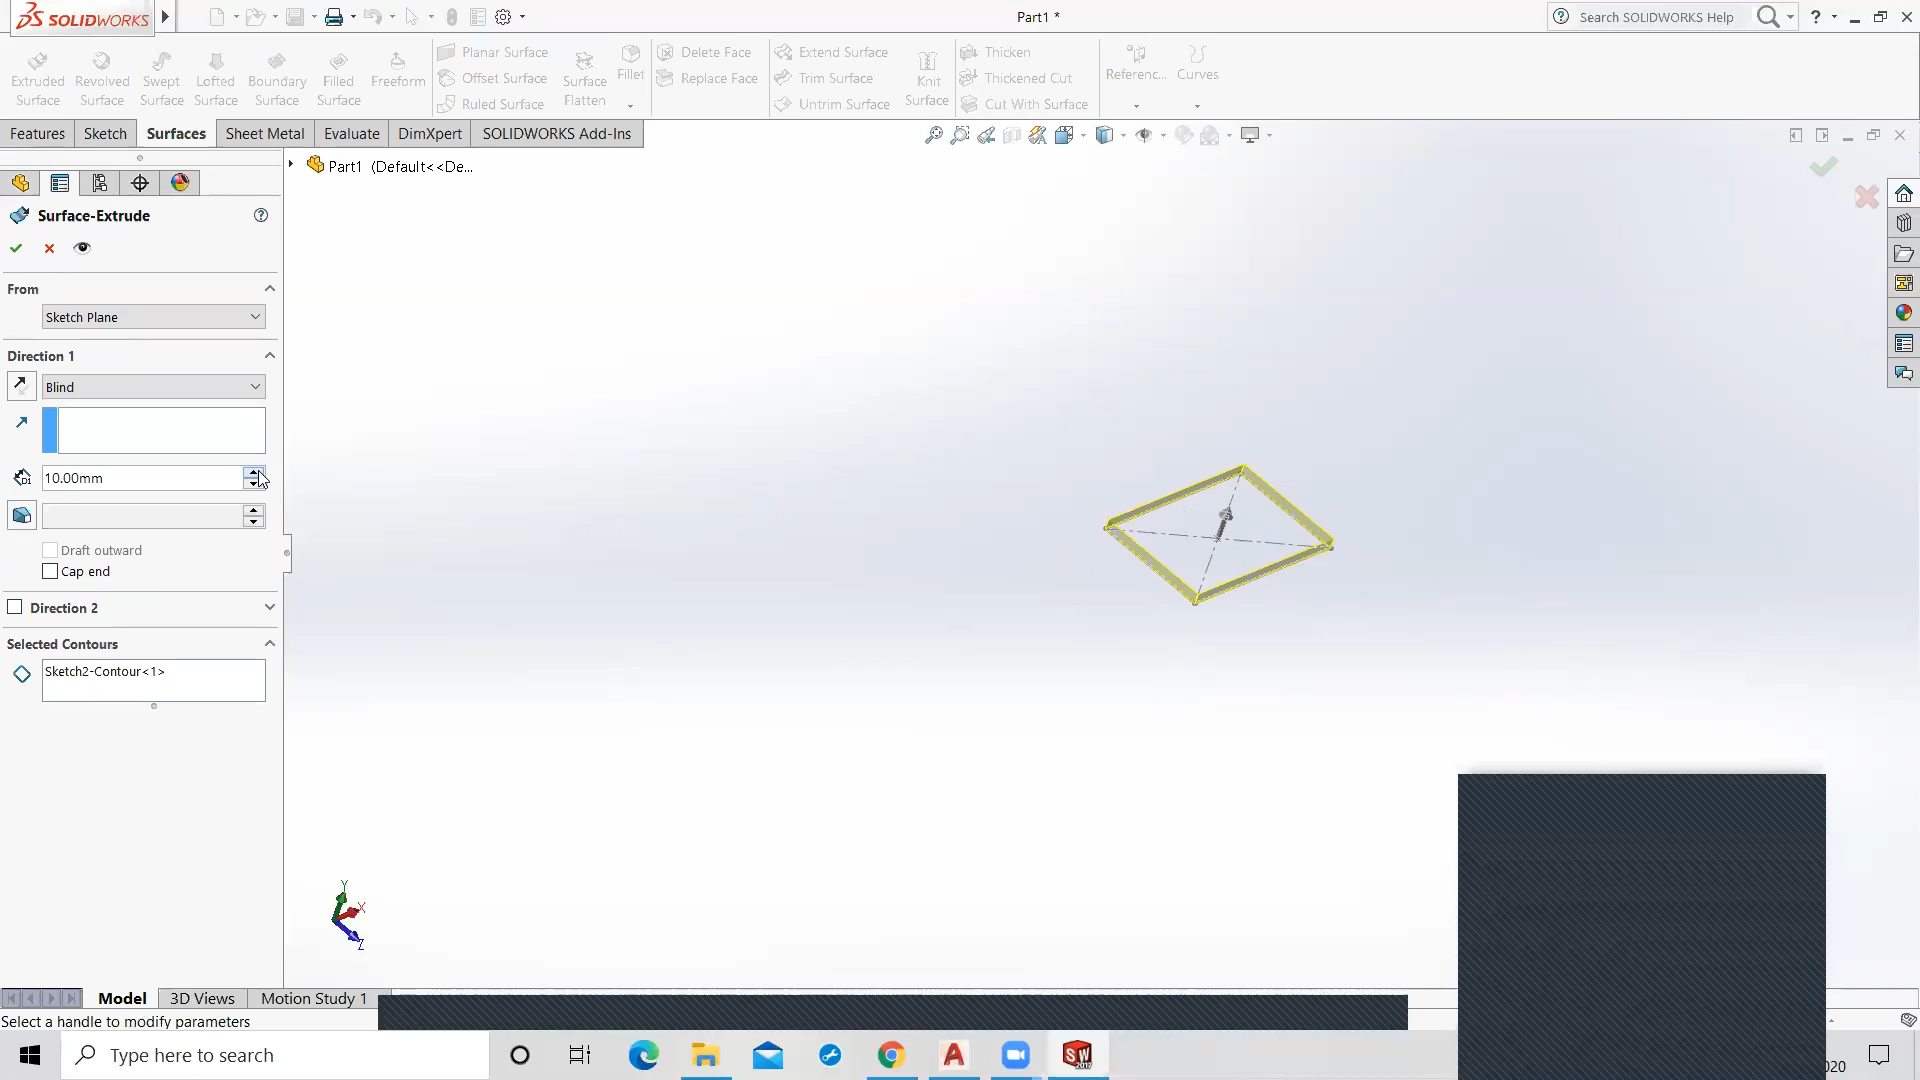 SOLIDWORKS
Part1 *
Search SOLIDWORKS Help
Extruded Surface
Revolved Surface
Swept Surface
Lofted Surface
Boundary Surface
Filled Surface
Freeform
Planar Surface
Offset Surface
Ruled Surface
Surface Flatten
Fillet
Delete Face
Replace Face
Extend Surface
Trim Surface
Untrim Surface
Knit Surface
Thicken
Thickened Cut
Cut With Surface
Referenc...
Curves
Features
Sketch
Surfaces
Sheet Metal
Evaluate
DimXpert
SOLIDWORKS Add-Ins
Part1 (Default<<De...
Surface-Extrude
From
Sketch Plane
Direction 1
Blind
D1
10.00mm
Draft outward
Cap end
Direction 2
Selected Contours
Sketch2-Contour<1>
Y
X
Z
Model
3D Views
Motion Study 1
Select a handle to modify parameters
Type here to search
SW
2017
020